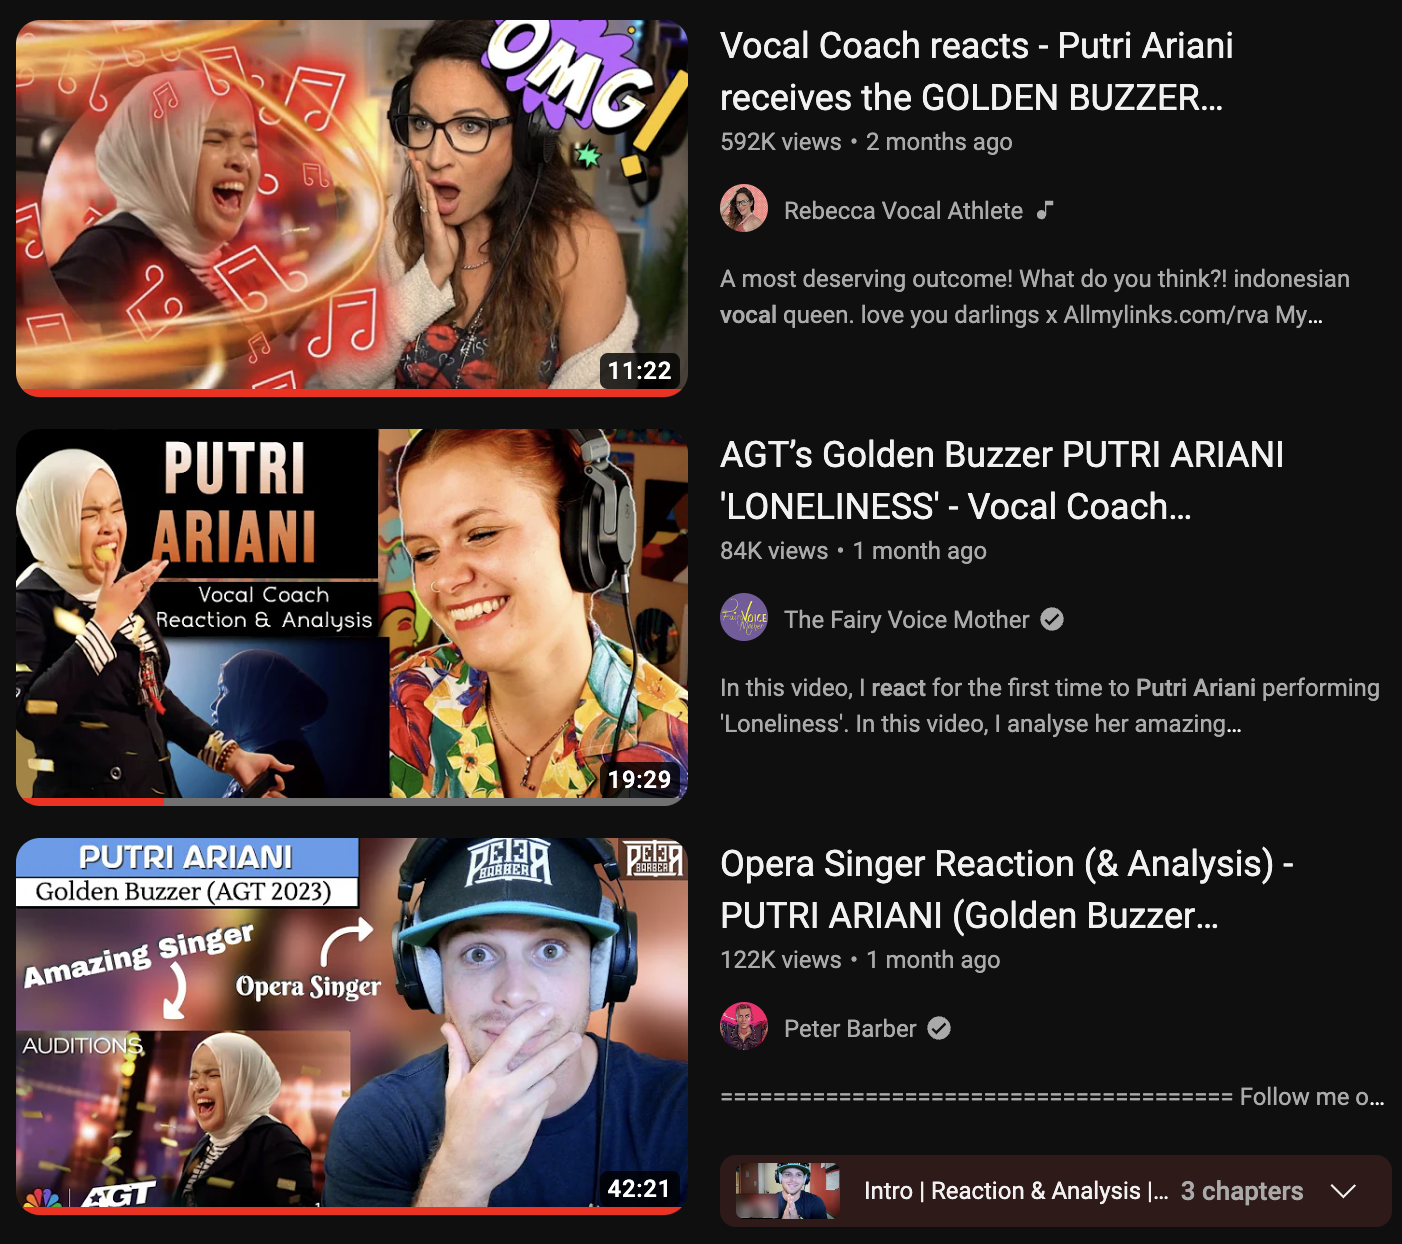 OMG!
11:22
Vocal Coach reacts - Putri Ariani
receives the GOLDEN BUZZER...
592K views • 2 months ago
Rebecca Vocal Athlete
A most deserving outcome! What do you think?! indonesian
vocal queen. love you darlings x Allmylinks.com/rva My...
PUTRI
ARIANI
Vocal Coach
Reaction & Analysis
19:29
AGT’s Golden Buzzer PUTRI ARIANI
'LONELINESS' - Vocal Coach...
84K views • 1 month ago
Fairy Voice Mother
The Fairy Voice Mother
In this video, I react for the first time to Putri Ariani performing
'Loneliness'. In this video, I analyse her amazing...
PUTRI ARIANI
Golden Buzzer (AGT 2023)
Amazing Singer
Opera Singer
PETER
BARBER
PETER
BARBER
AUDITIONS
AGT
42:21
Opera Singer Reaction (& Analysis) -
PUTRI ARIANI (Golden Buzzer...
122K views • 1 month ago
Peter Barber
======================================= Follow me o...
Intro | Reaction & Analysis |... 3 chapters